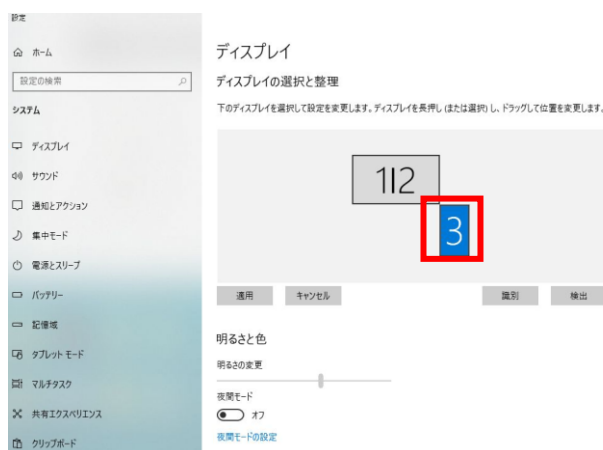 設定
ホーム
設定の検索
システム
ディスプレイ
サウンド
通知とアクション
集中モード
電源とスリープ
バッテリー
記憶域
タブレット モード
マルチタスク
共有エクスペリエンス
クリップボード
ディスプレイ
ディスプレイの選択と整理
下のディスプレイを選択して設定を変更します。ディスプレイを長押し (または選択) し、ドラッグして位置を変更します。
1|2
3
適用
キャンセル
識別
検出
明るさと色
明るさの変更
夜間モード
オフ
夜間モードの設定